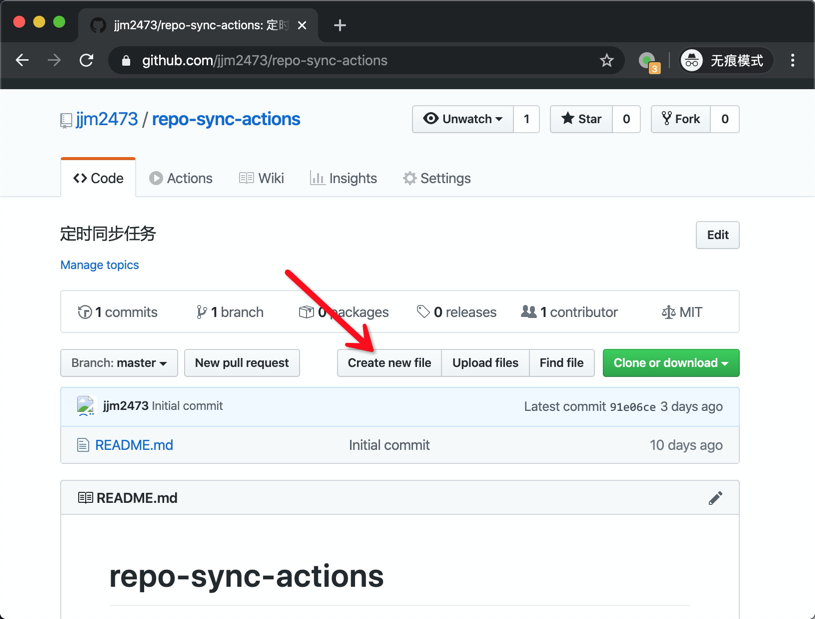 jjm2473/repo-sync-actions: 定时
github.com/jjm2473/repo-sync-actions
3
无痕模式
jjm2473 / repo-sync-actions
Unwatch 1
Star 0
Fork 0
Code
Actions
Wiki
Insights
Settings
定时同步任务
Edit
Manage topics
1 commits
1 branch
0 packages
0 releases
1 contributor
MIT
Branch: master
New pull request
Create new file
Upload files
Find file
Clone or download
jjm2473 Initial commit
Latest commit 91e06ce 3 days ago
README.md
Initial commit
10 days ago
README.md
repo-sync-actions